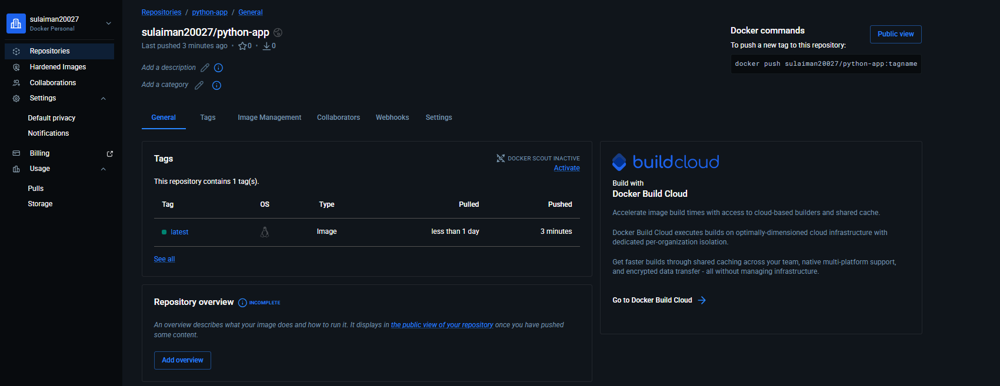 sulaiman20027
Docker Personal
Repositories
Hardened Images
Collaborations
Settings
Default privacy
Notifications
Billing
Usage
Pulls
Storage
Repositories / python-app / General
sulaiman20027/python-app
Last pushed 3 minutes ago • 0 • 0
Add a description
Add a category
Docker commands
Public view
To push a new tag to this repository:
docker push sulaiman20027/python-app:tagname
General Tags Image Management Collaborators Webhooks Settings
Tags
DOCKER SCOUT INACTIVE
Activate
This repository contains 1 tag(s).
Tag OS Type Pulled Pushed
latest Image less than 1 day 3 minutes
See all
Repository overview INCOMPLETE
An overview describes what your image does and how to run it. It displays in the public view of your repository once you have pushed
some content.
Add overview
buildcloud
Build with
Docker Build Cloud
Accelerate image build times with access to cloud-based builders and shared cache.
Docker Build Cloud executes builds on optimally-dimensioned cloud infrastructure with
dedicated per-organization isolation.
Get faster builds through shared caching across your team, native multi-platform support,
and encrypted data transfer - all without managing infrastructure.
Go to Docker Build Cloud